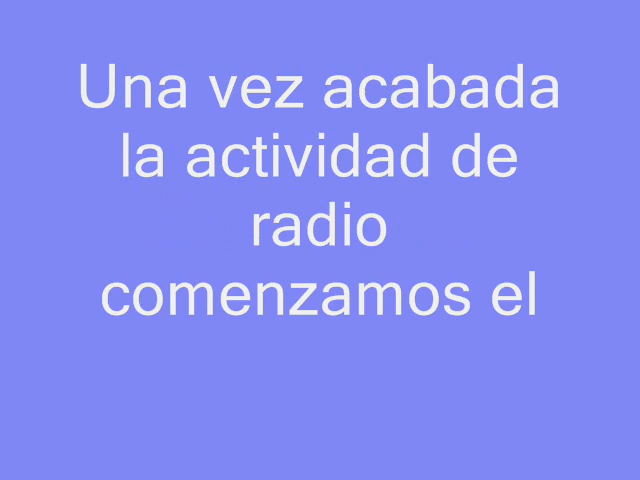 Una vez acabada
la actividad de
radio
comenzamos el